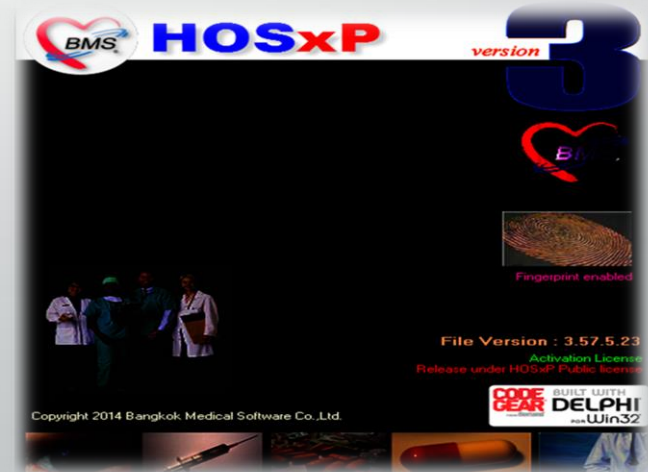 BMS HOSxP
version 3
BMS
Fingerprint enabled
File Version : 3.57.5.23
Activation License
Release under HOSxP Public license
CODE GEAR
BUILT WITH
DELPHI
FOR Win32
Copyright 2014 Bangkok Medical Software Co.,Ltd.